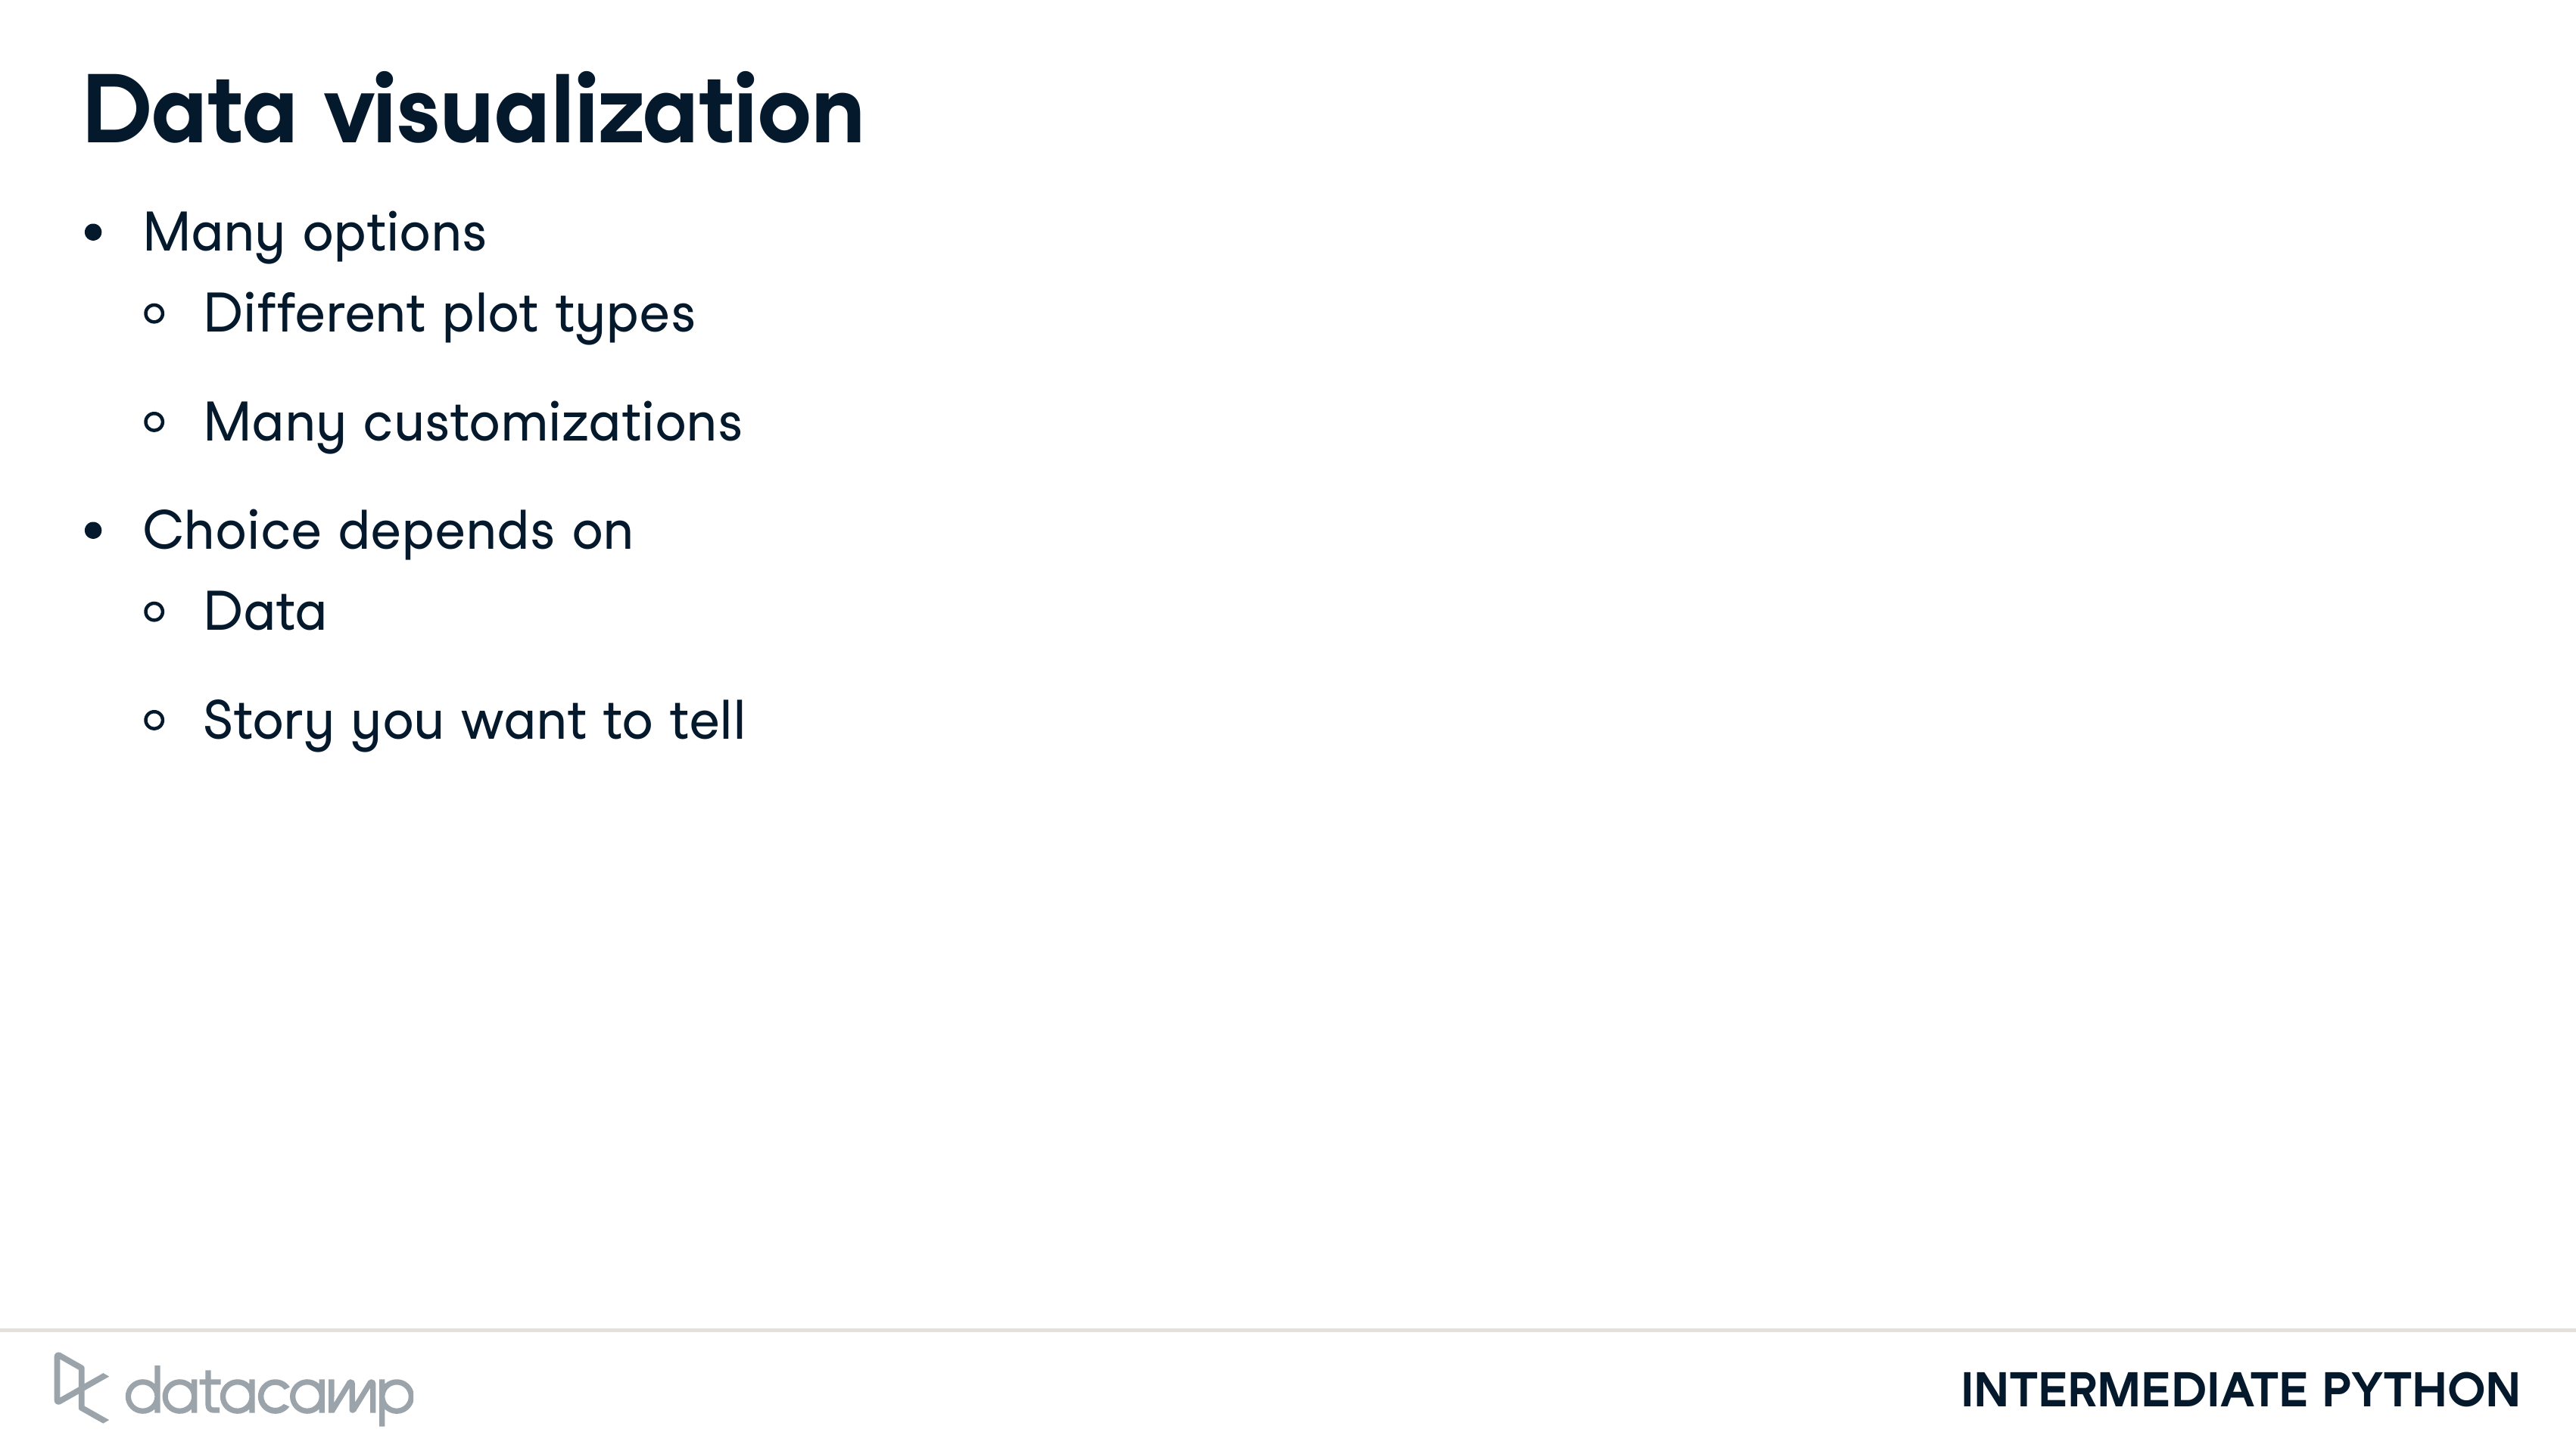 Data visualization
Many options
Different plot types
Many customizations
Choice depends on
Data
Story you want to tell
datacamp
INTERMEDIATE PYTHON